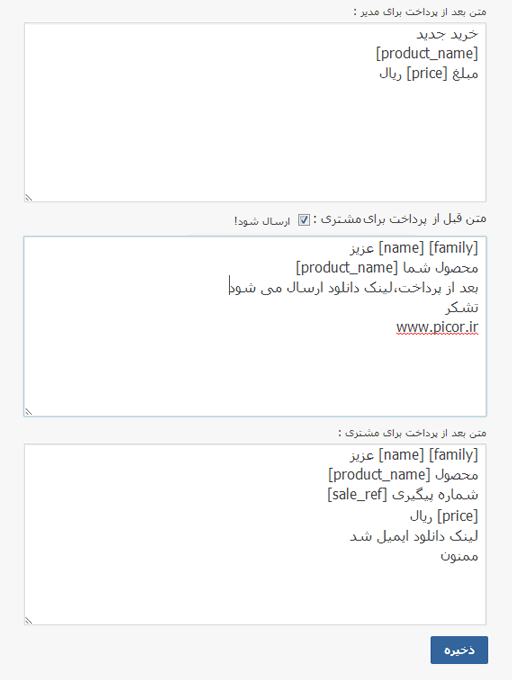 متن بعد از پرداخت برای مدیر :
خرید جدید
[product_name]
مبلغ [price] ریال
متن قبل از پرداخت برای مشتری : ارسال شود!
[name] [family] عزیز
محصول شما [product_name]
بعد از پرداخت،لینک دانلود ارسال می شود
تشکر
www.picor.ir
متن بعد از پرداخت برای مشتری :
[name] [family] عزیز
محصول [product_name]
شماره پیگیری [sale_ref]
[price] ریال
لینک دانلود ایمیل شد
ممنون
ذخیره